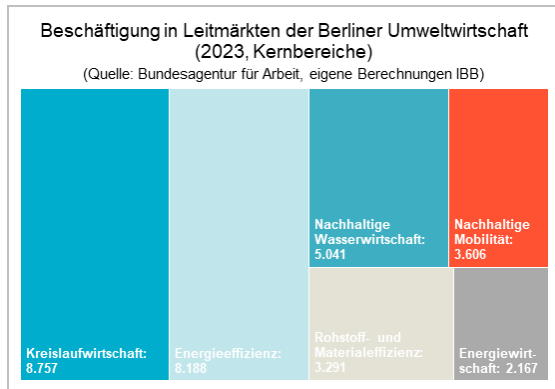 Beschäftigung in Leitmärkten der Berliner Umweltwirtschaft
(2023, Kernbereiche)
(Quelle: Bundesagentur für Arbeit, eigene Berechnungen IBB)
Kreislaufwirtschaft:
8.757
Energieeffizienz:
8.188
Nachhaltige
Wasserwirtschaft:
5.041
Nachhaltige
Mobilität:
3.606
Rohstoff- und
Materialeffizienz:
3.291
Energiewirt-
schaft: 2.167